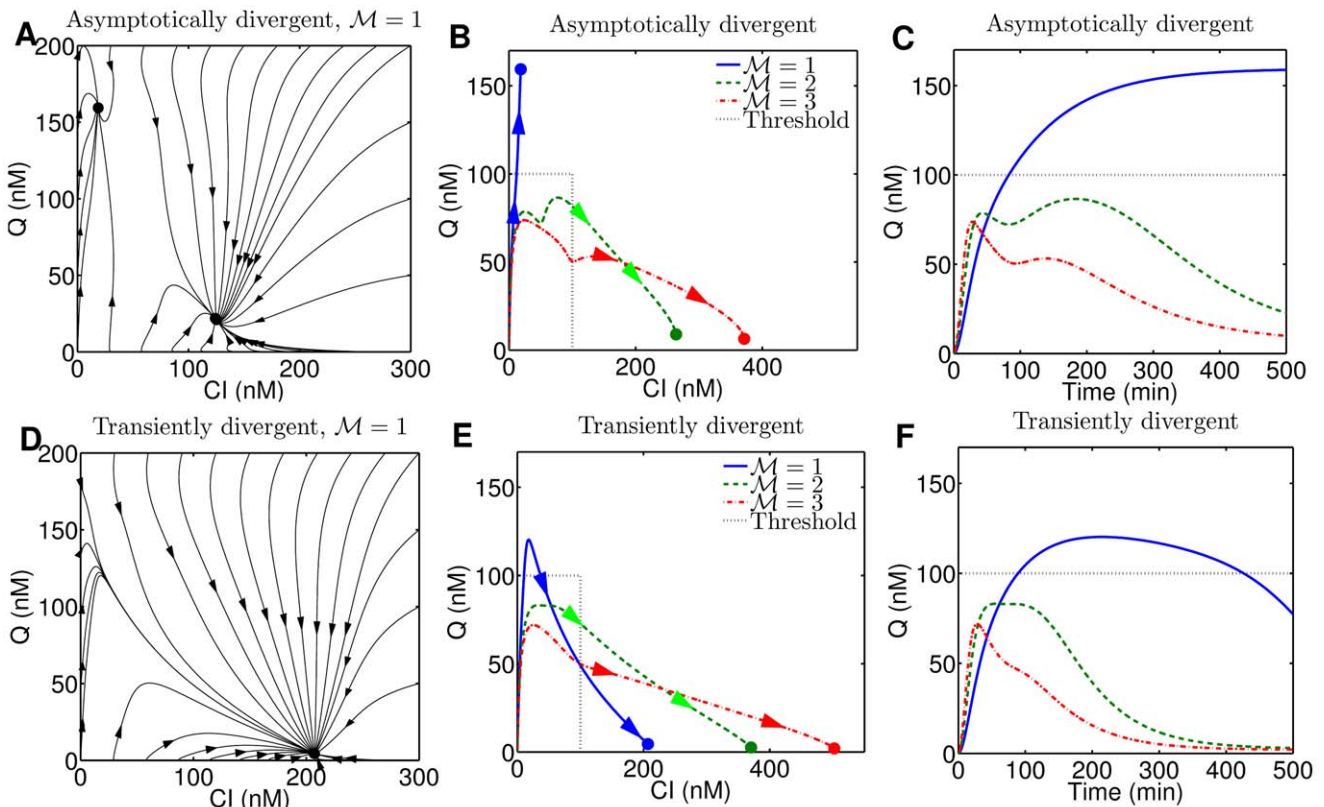 A
Asymptotically divergent, ℳ = 1
200
150
100
50
0
Q (nM)
0
100
200
300
CI (nM)
B
Asymptotically divergent
ℳ = 1
ℳ = 2
ℳ = 3
Threshold
150
100
50
0
Q (nM)
0
200
400
CI (nM)
C
Asymptotically divergent
150
100
50
0
Q (nM)
0
100
200
300
400
500
Time (min)
D
Transiently divergent, ℳ = 1
200
150
100
50
0
Q (nM)
0
100
200
300
CI (nM)
E
Transiently divergent
ℳ = 1
ℳ = 2
ℳ = 3
Threshold
150
100
50
0
Q (nM)
0
200
400
CI (nM)
F
Transiently divergent
150
100
50
0
Q (nM)
0
100
200
300
400
500
Time (min)